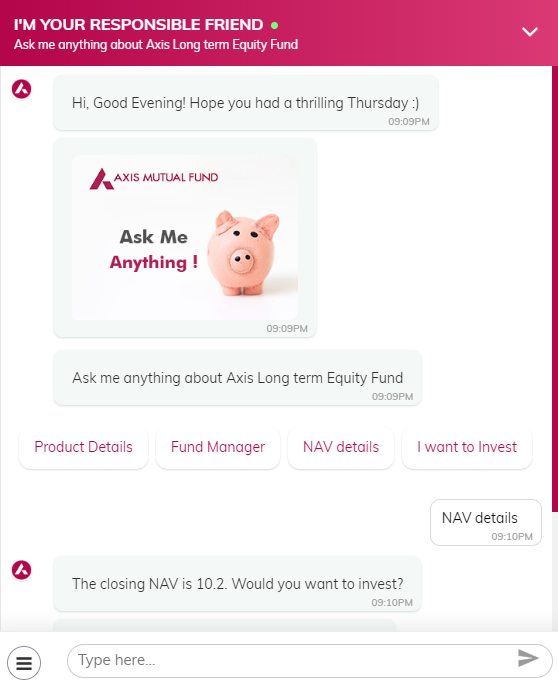 I'M YOUR RESPONSIBLE FRIEND
Ask me anything about Axis Long term Equity Fund
Hi, Good Evening! Hope you had a thrilling Thursday :)
09:09PM
AXIS MUTUAL FUND
Ask Me
Anything !
09:09PM
Ask me anything about Axis Long term Equity Fund
09:09PM
Product Details
Fund Manager
NAV details
I want to Invest
NAV details
09:10PM
The closing NAV is 10.2. Would you want to invest?
09:10PM
Type here...